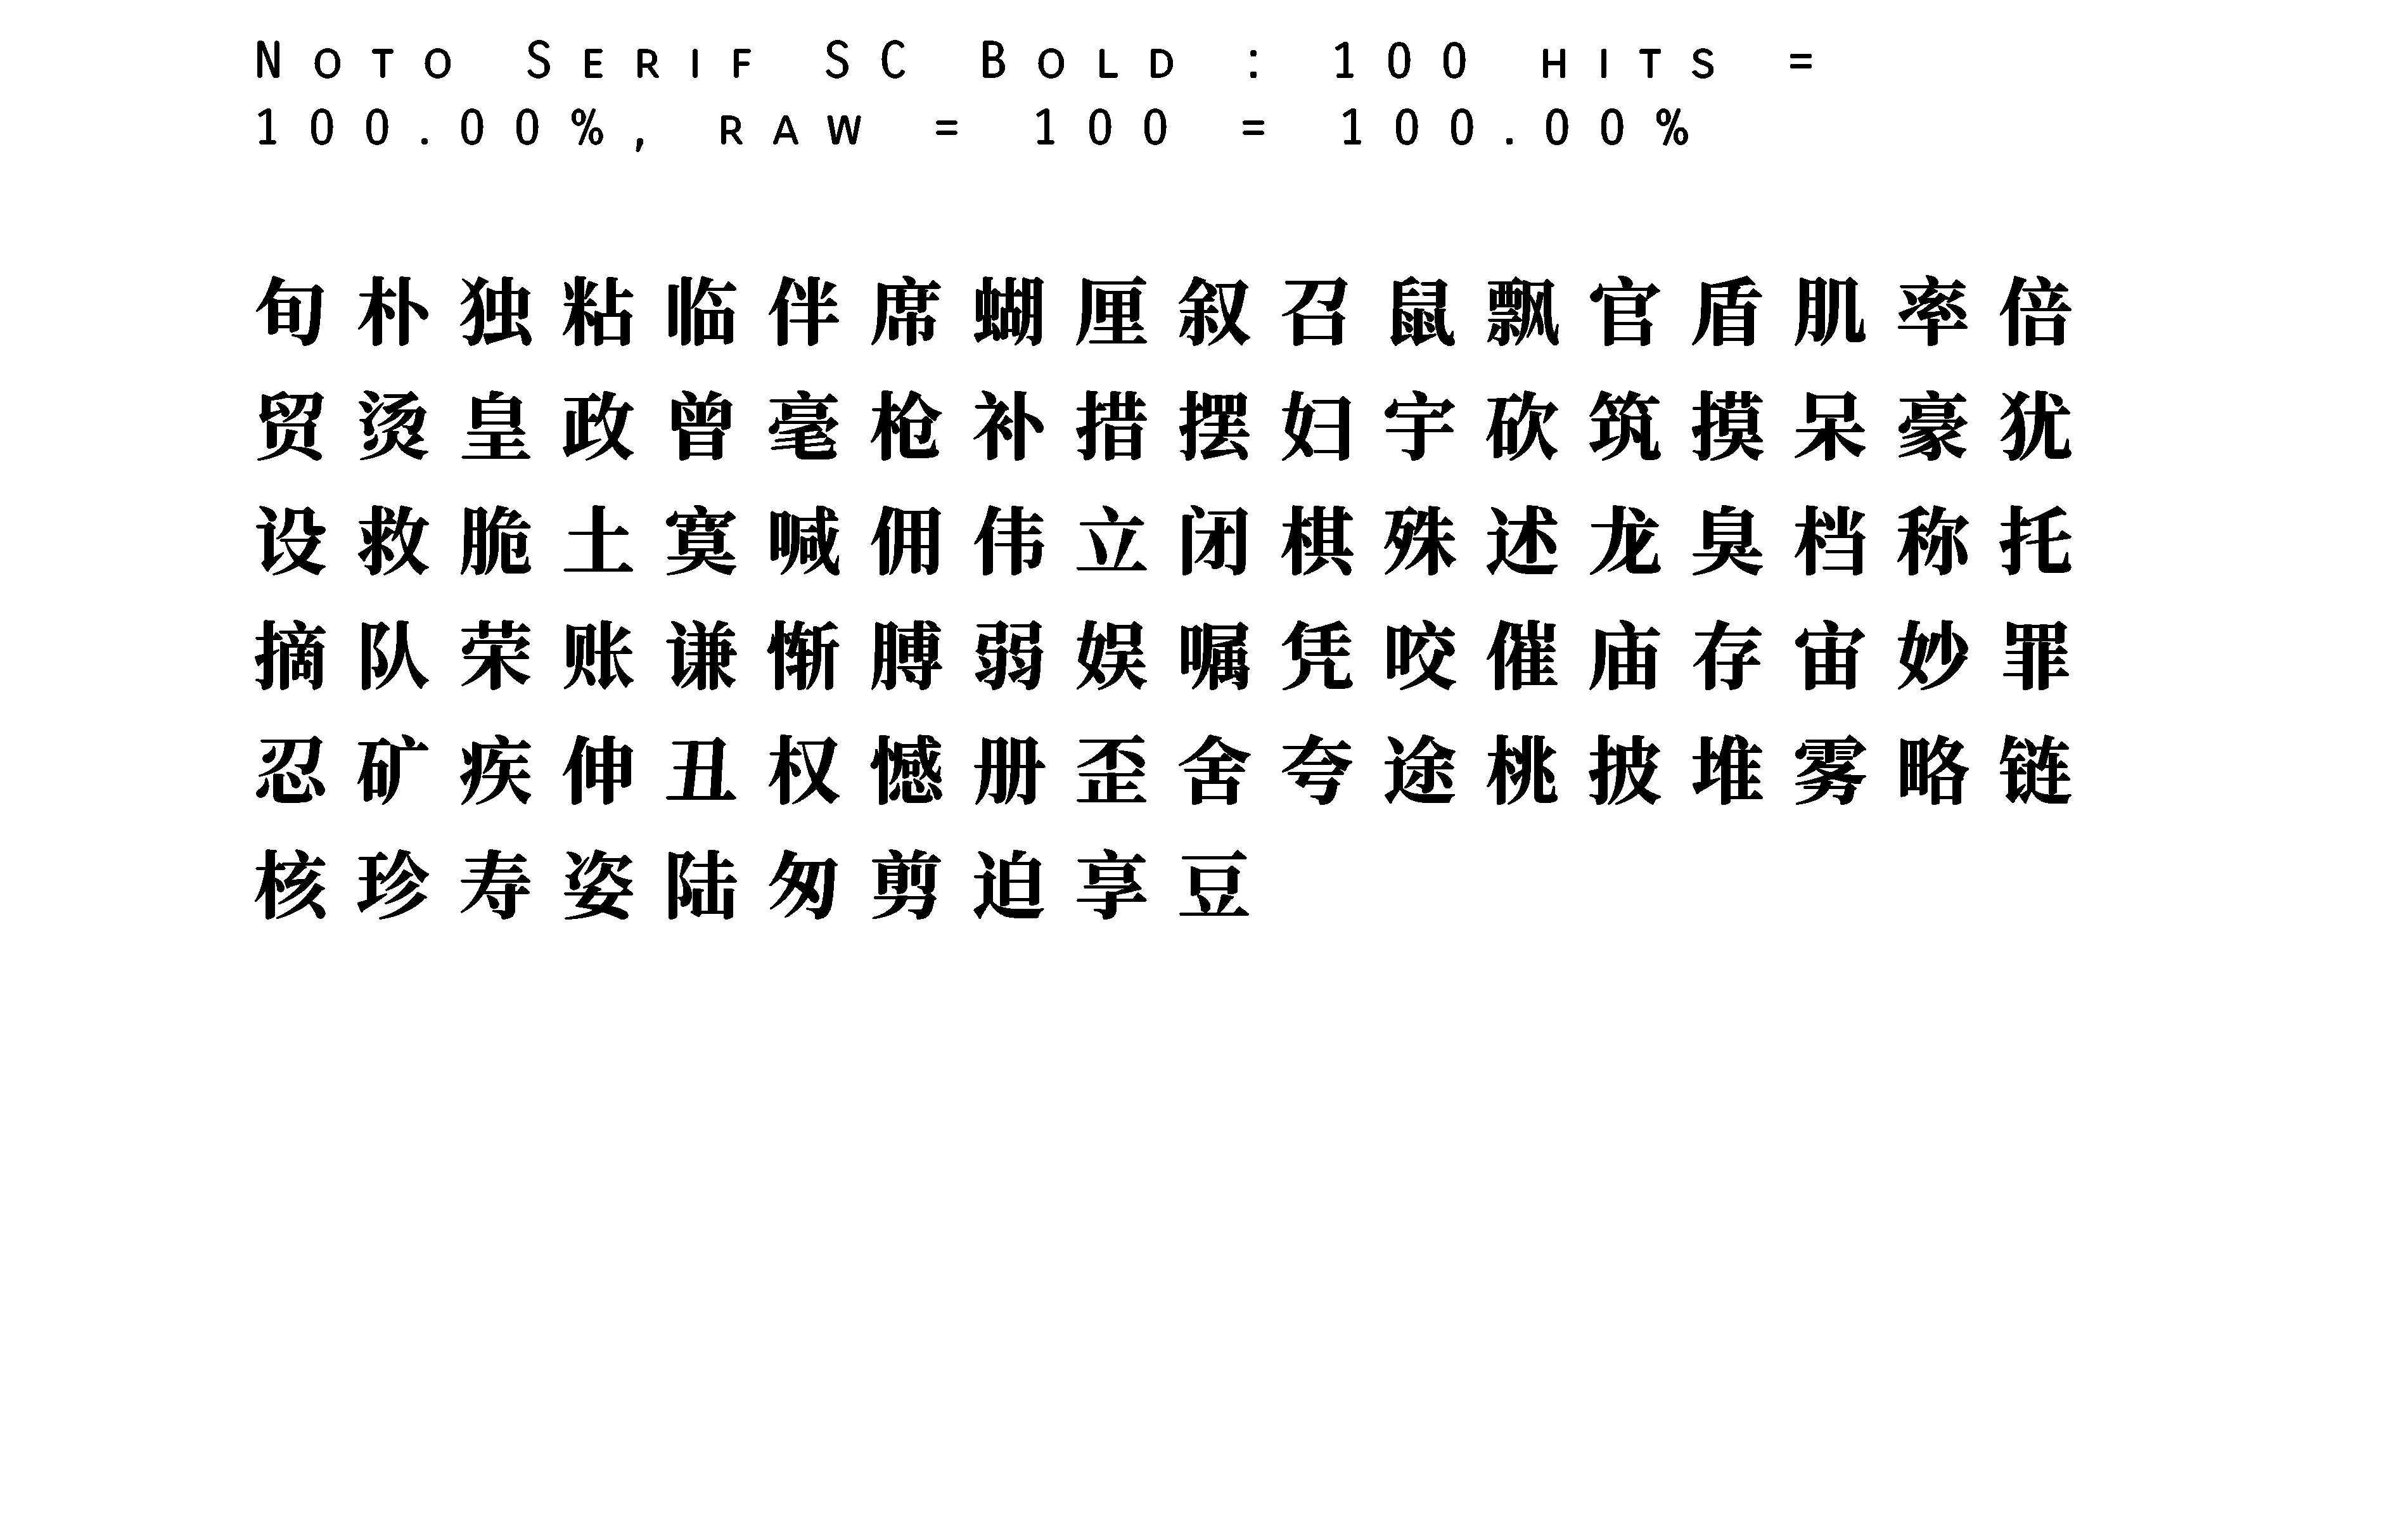 Noto Serif SC Bold : 100 hits =
100.00%, raw = 100 = 100.00%
旬朴独粘临伴席蝴厘叙召鼠飘官盾肌率倍
贸烫皇政曾毫枪补措摆妇宇砍筑摸呆豪犹
设救脆土寞喊佣伟立闭棋殊述龙臭档称托
摘队荣账谦惭膊弱娱嘱凭咬催庙存宙妙罪
忍矿疾伸丑权憾册歪舍夸途桃披堆雾略链
核珍寿姿陆匆剪迫享豆